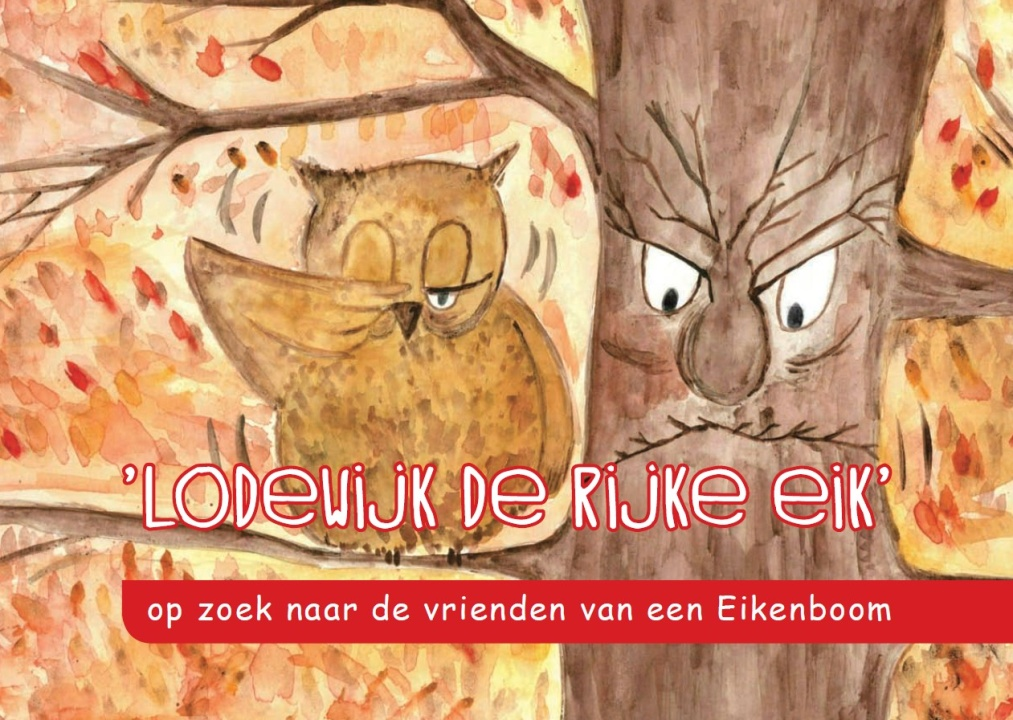 'LODEWIJK DE RIJKE EIK'
op zoek naar de vrienden van een Eikenboom